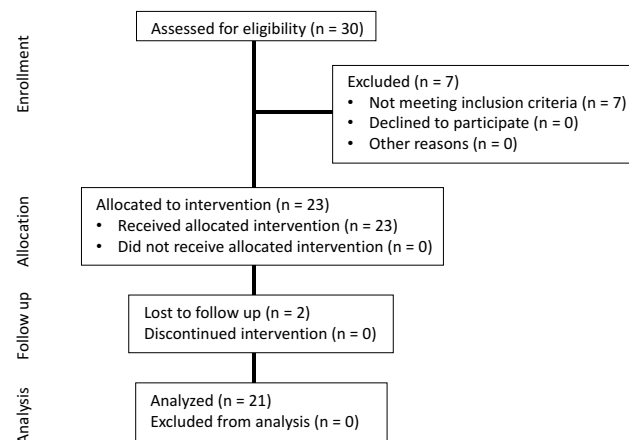 Enrollment
Assessed for eligibility (n = 30)
Excluded (n = 7)
• Not meeting inclusion criteria (n = 7)
• Declined to participate (n = 0)
• Other reasons (n = 0)
Allocation
Allocated to intervention (n = 23)
• Received allocated intervention (n = 23)
• Did not receive allocated intervention (n = 0)
Follow up
Lost to follow up (n = 2)
Discontinued intervention (n = 0)
Analysis
Analyzed (n = 21)
Excluded from analysis (n = 0)